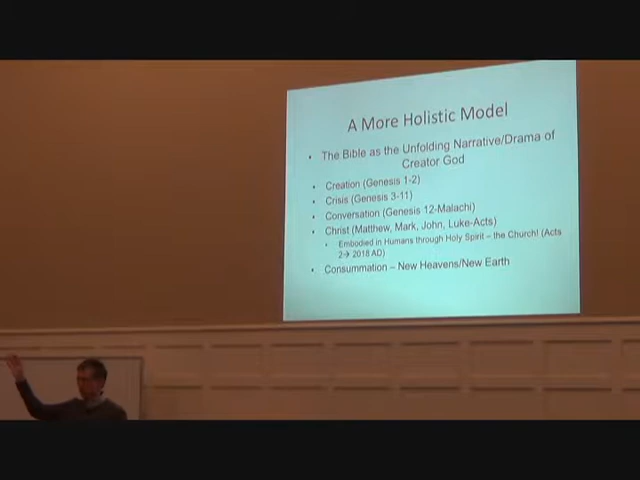 A More Holistic Model
• The Bible as the Unfolding Narrative/Drama of
Creator God
• Creation (Genesis 1-2)
• Crisis (Genesis 3-11)
• Conversation (Genesis 12-Malachi)
• Christ (Matthew, Mark, John, Luke-Acts)
• Embodied in Humans through Holy Spirit – the Church! (Acts
2→ 2018 AD)
• Consummation – New Heavens/New Earth